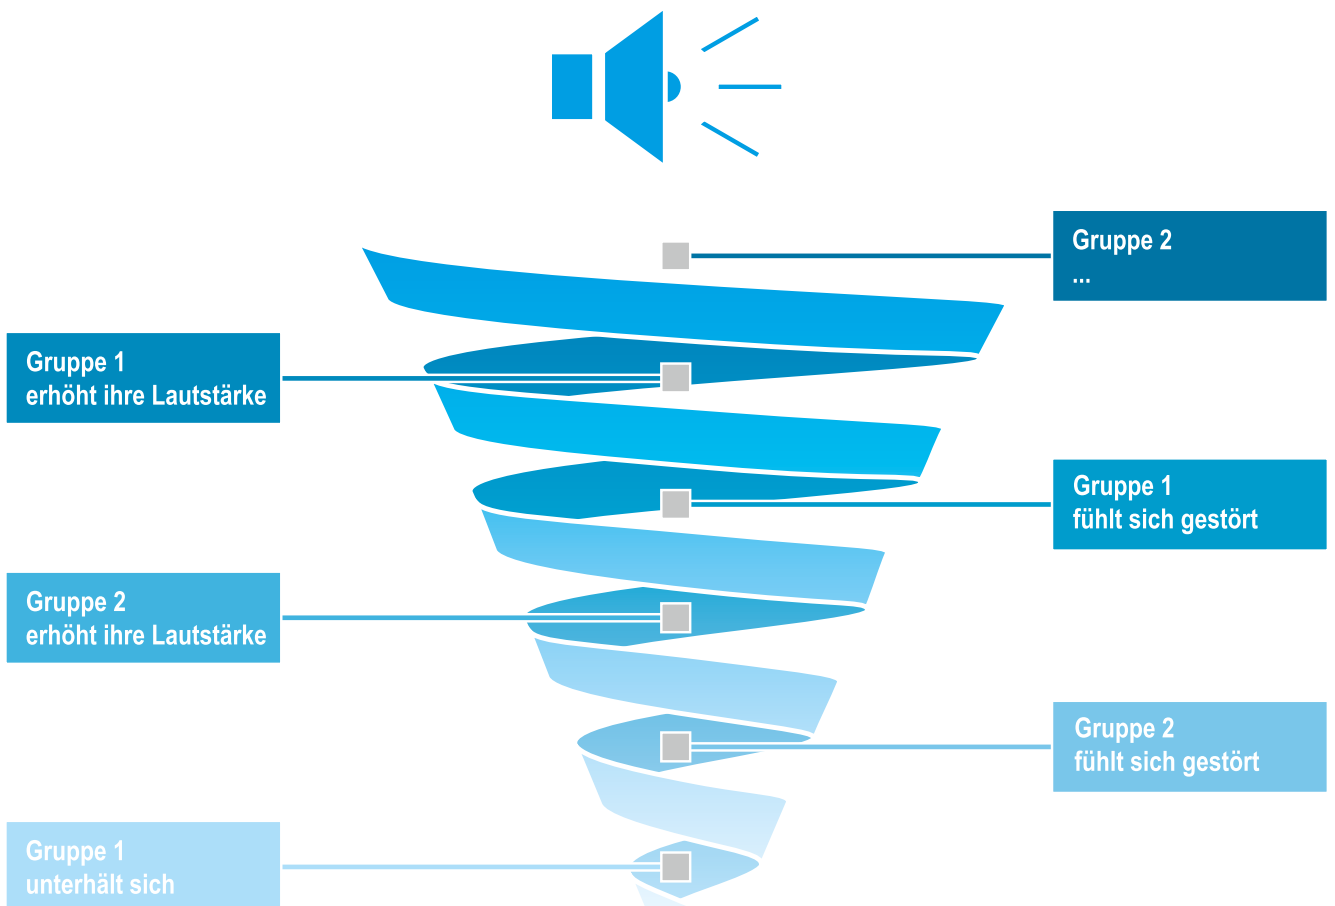 Gruppe 2
...
Gruppe 1
erhöht ihre Lautstärke
Gruppe 1
fühlt sich gestört
Gruppe 2
erhöht ihre Lautstärke
Gruppe 2
fühlt sich gestört
Gruppe 1
unterhält sich